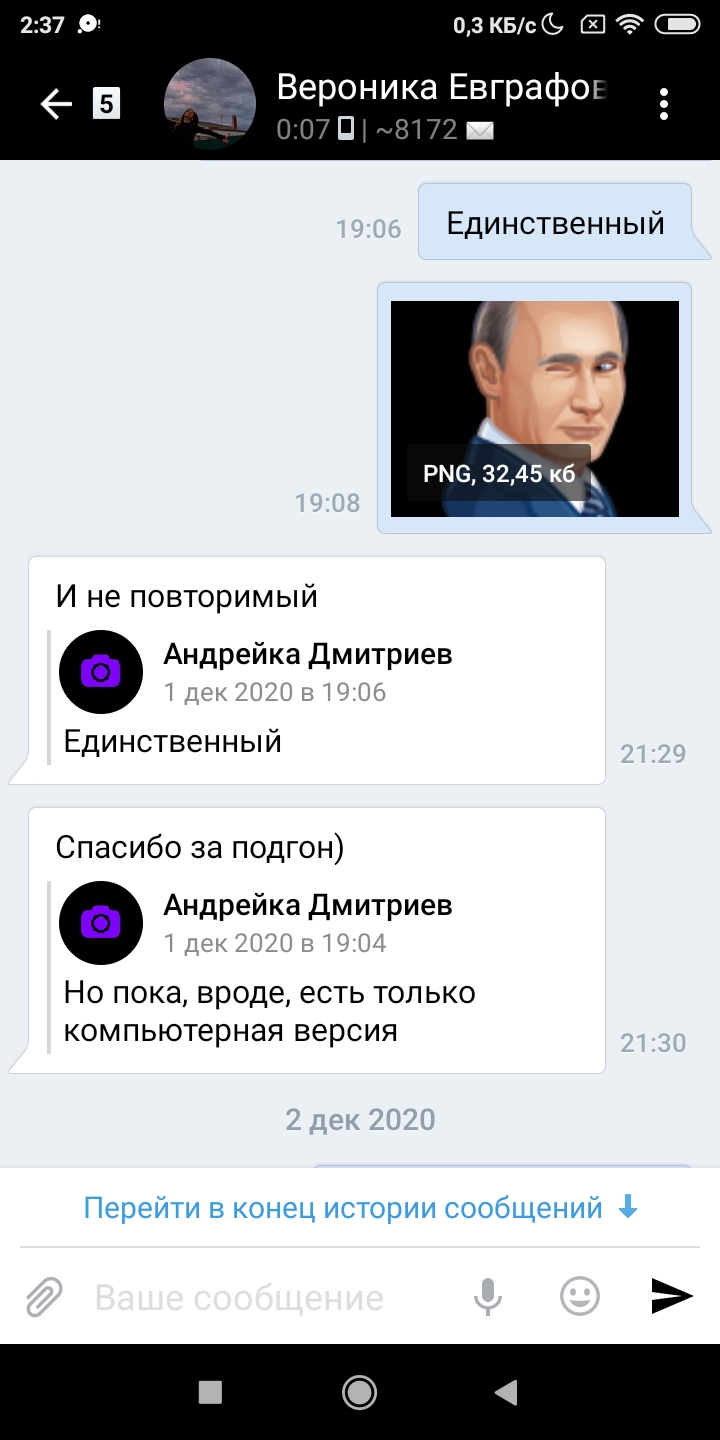 2:37 0,3 КБ/с
5 Вероника Евграфов
0:07 | ~8172
19:06 Единственный
PNG, 32,45 кб
19:08
И не повторимый
Андрейка Дмитриев
1 дек 2020 в 19:06
Единственный
21:29
Спасибо за подгон)
Андрейка Дмитриев
1 дек 2020 в 19:04
Но пока, вроде, есть только
компьютерная версия
21:30
2 дек 2020
Перейти в конец истории сообщений
Ваше сообщение